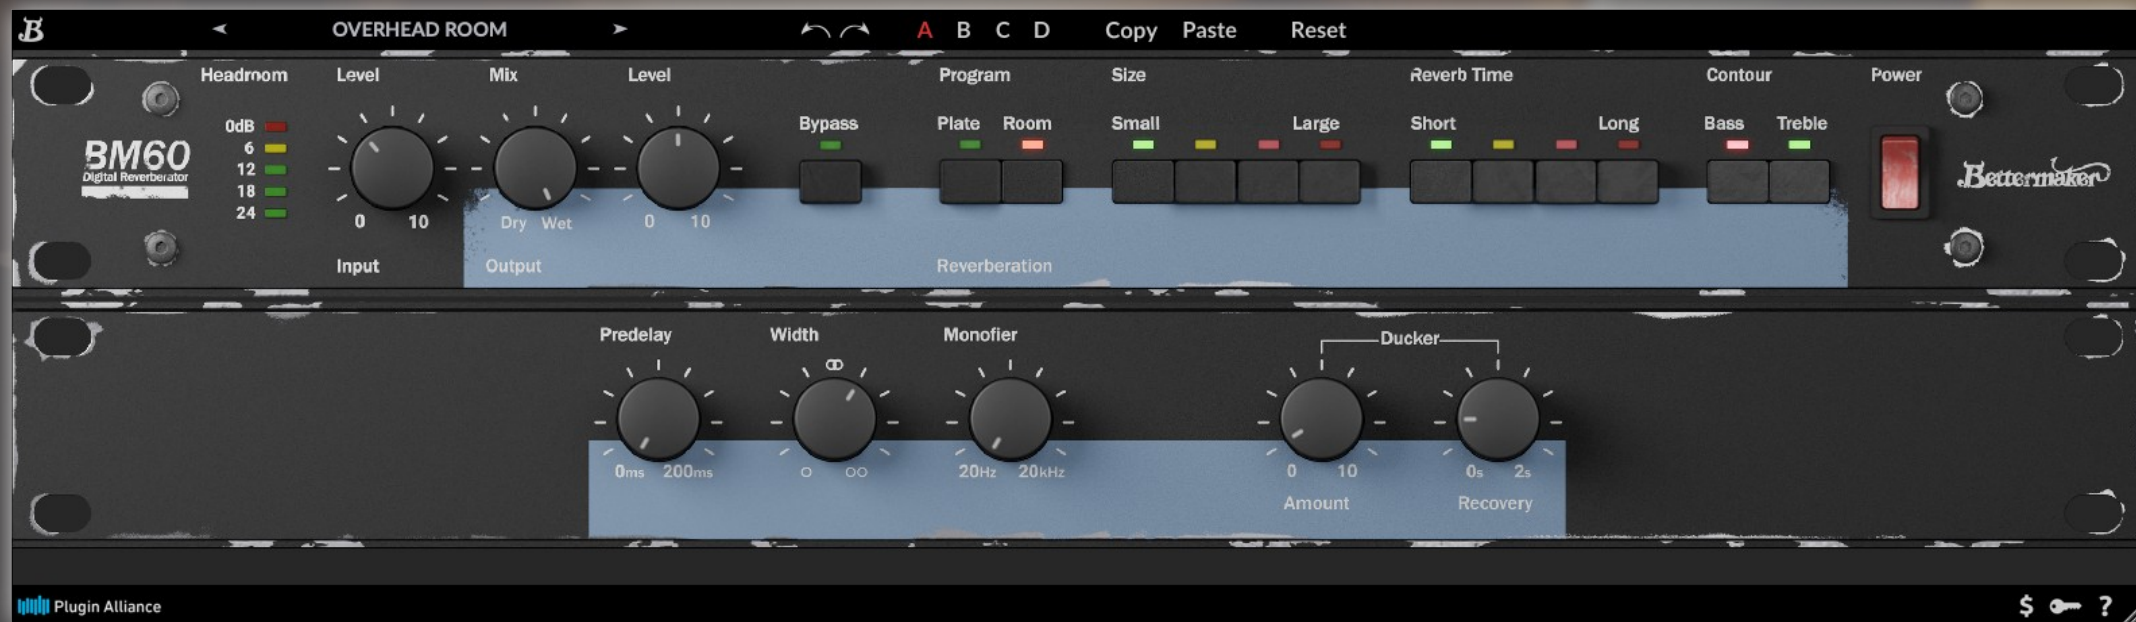 B OVERHEAD ROOM A B C D Copy Paste Reset
Headroom Level Mix Level Program Size Reverb Time Contour Power
Bypass Plate Room Small Large Short Long Bass Treble
0dB
6
12
18
24
BM60
Digital Reverberator
Bettermaker
0 10 Dry Wet 0 10
Input Output Reverberation
Predelay Width Monofier Ducker
0ms 200ms 20Hz 20kHz 0 10 0s 2s
Amount Recovery
Plugin Alliance $ ?